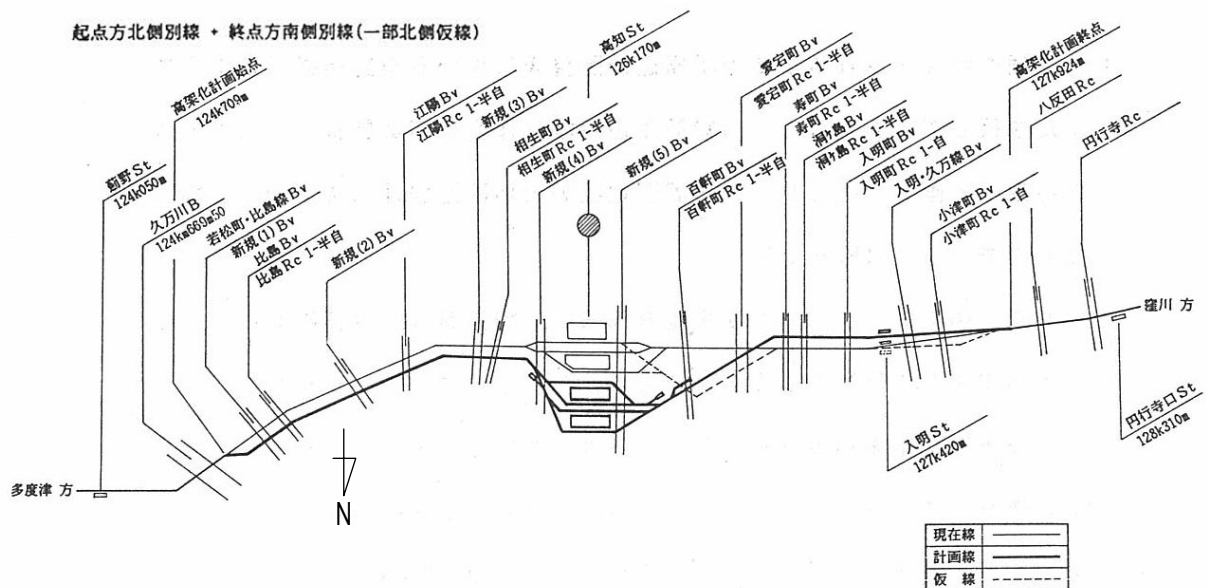 起点方北側別線 + 終点方南側別線(一部北側仮線)
薊野St
124k050m
久万川B
124km669m50
高架化計画始点
124k709m
若松町・比島線Bv
新規(1)Bv
比島Bv
比島Rc 1-半自
新規(2)Bv
江陽Bv
江陽Rc 1-半自
新規(3)Bv
相生町Bv
相生町Rc 1-半自
新規(4)Bv
高知St
126k170m
新規(5)Bv
百軒町Bv
百軒町Rc 1-半自
愛宕町Bv
愛宕町Rc 1-半自
寿町Bv
寿町Rc 1-半自
洞ヶ島Bv
洞ヶ島Rc 1-半自
入明町Bv
入明町Rc 1-自
入明・久万線Bv
小津町Bv
小津町Rc 1-自
高架化計画終点
127k924m
八反田Rc
円行寺Rc
窪川 方
円行寺口St
128k310m
入明St
127k420m
多度津 方
N
現在線
計画線
仮 線